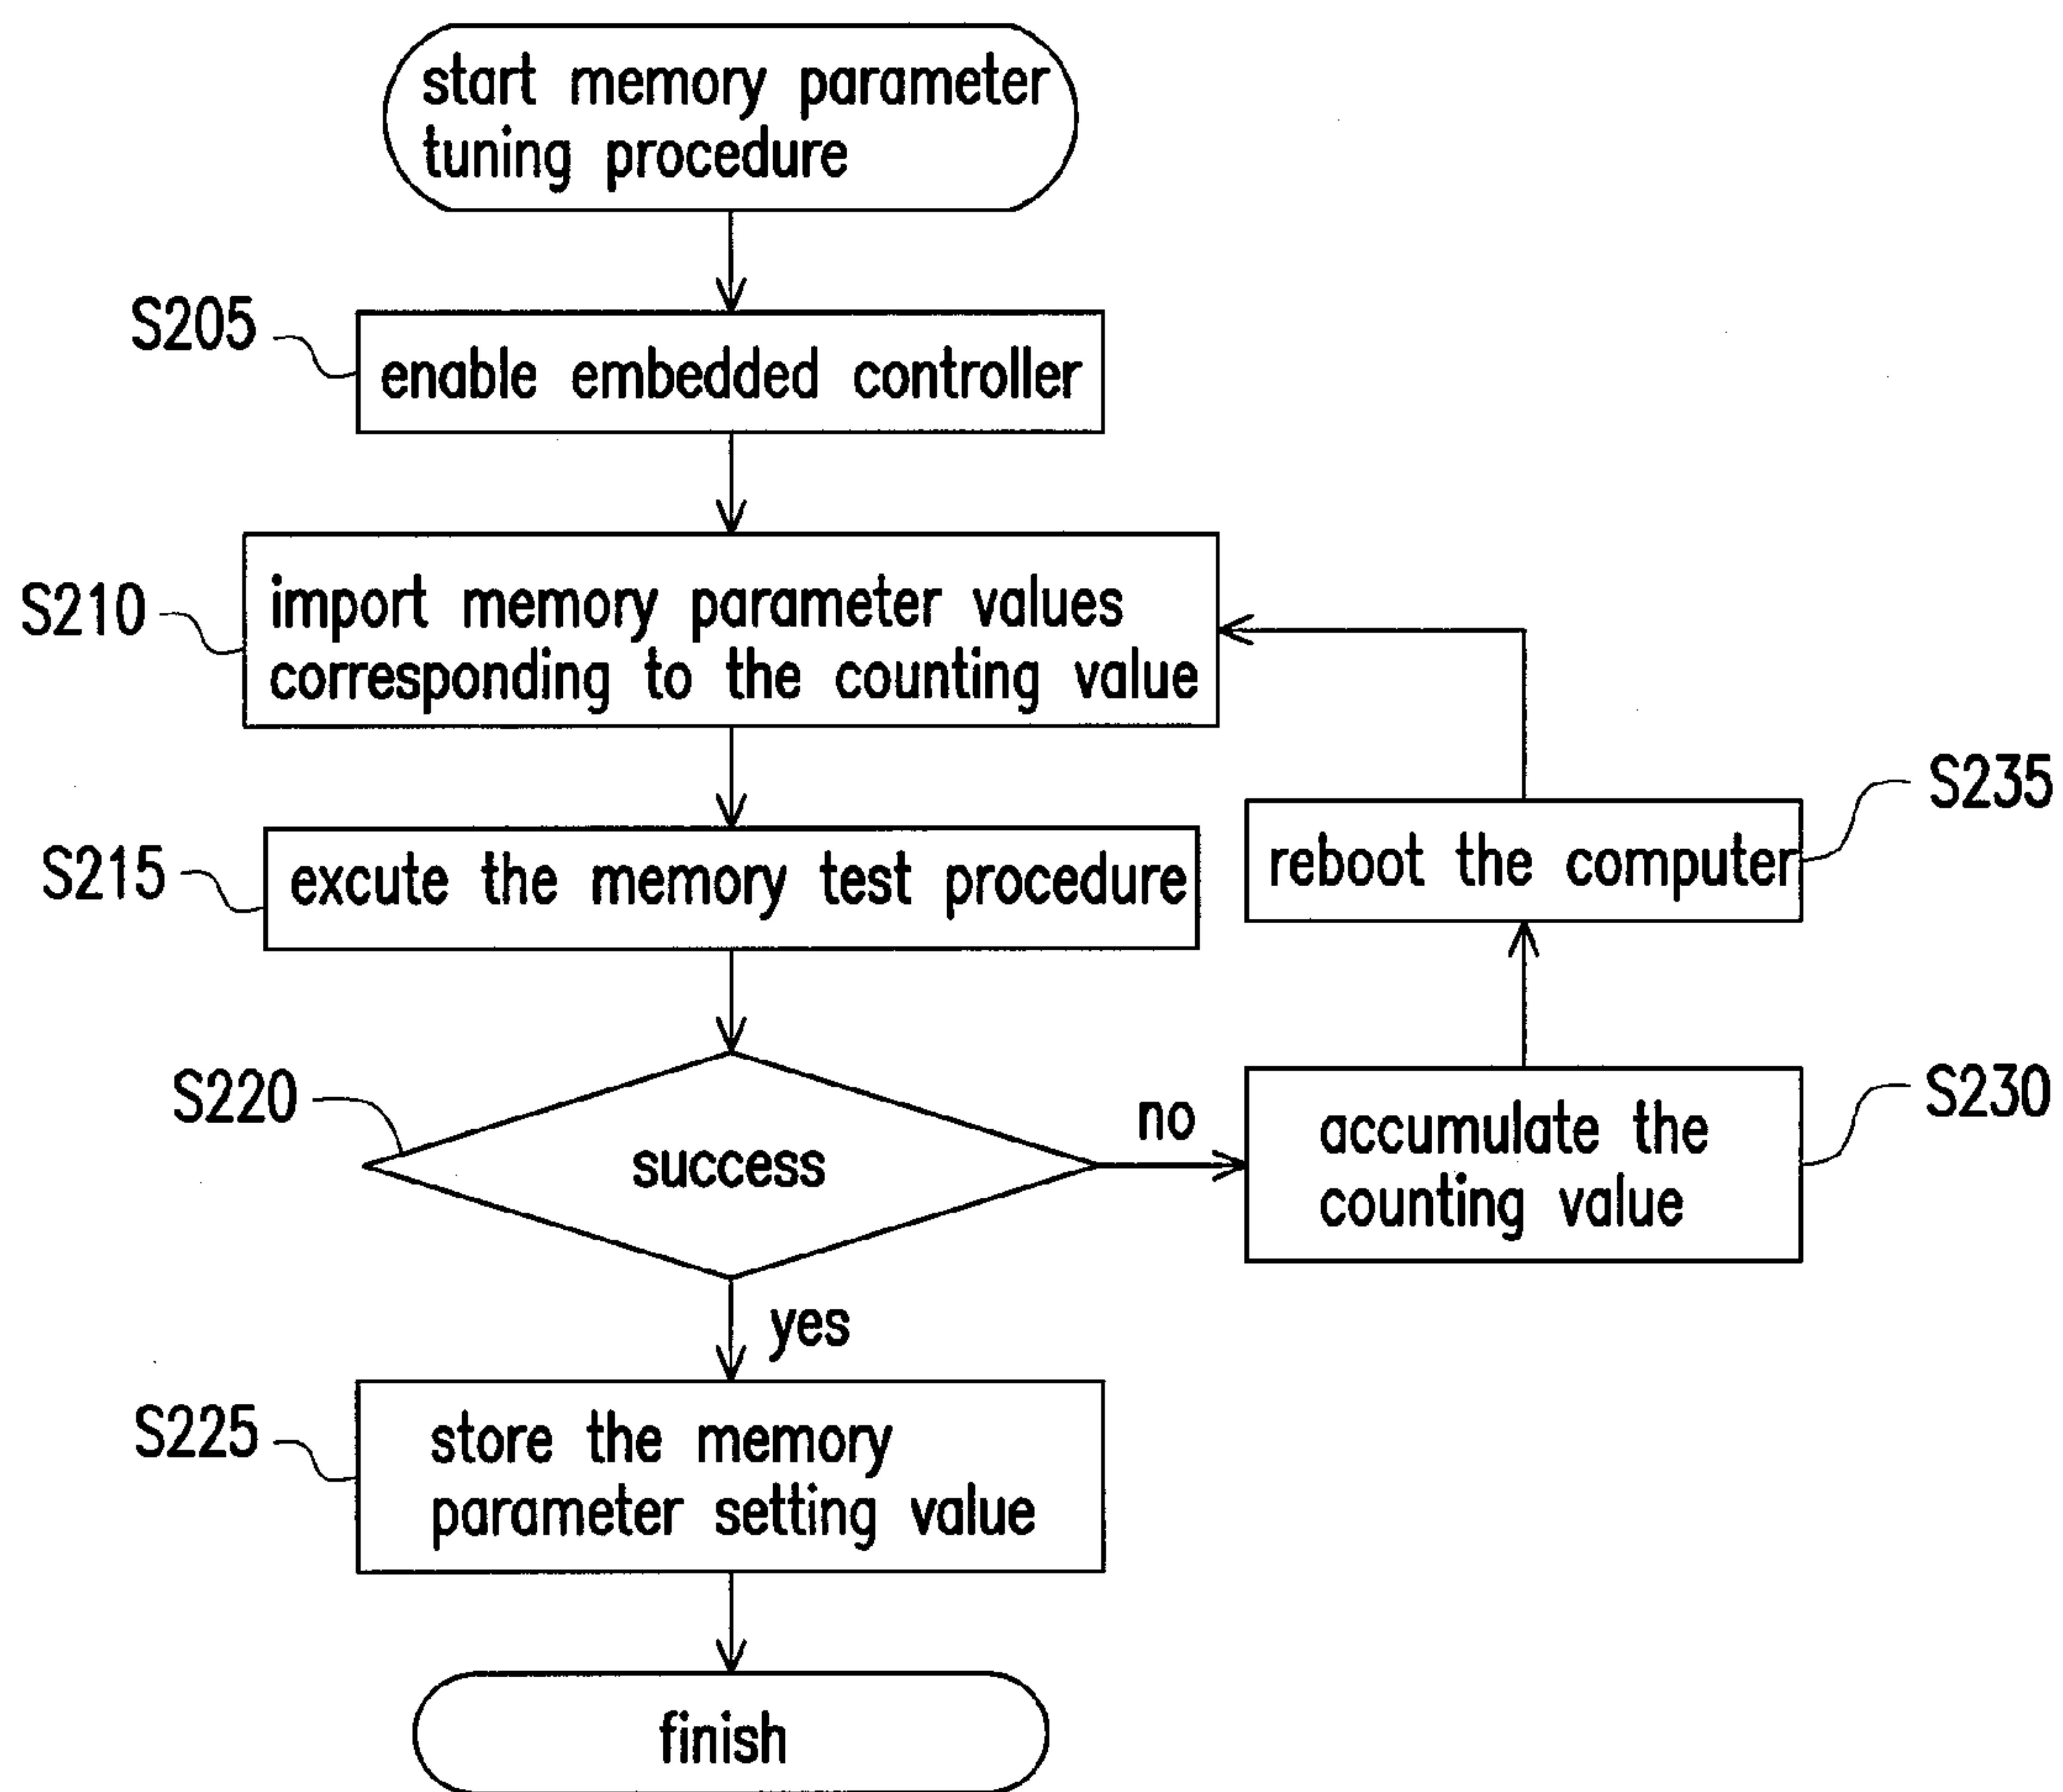 start memory parameter
tuning procedure
S205
enable embedded controller
S210
import memory parameter values
corresponding to the counting value
S235
reboot the computer
S215
excute the memory test procedure
S220
success
no
S230
accumulate the
counting value
yes
S225
store the memory
parameter setting value
finish